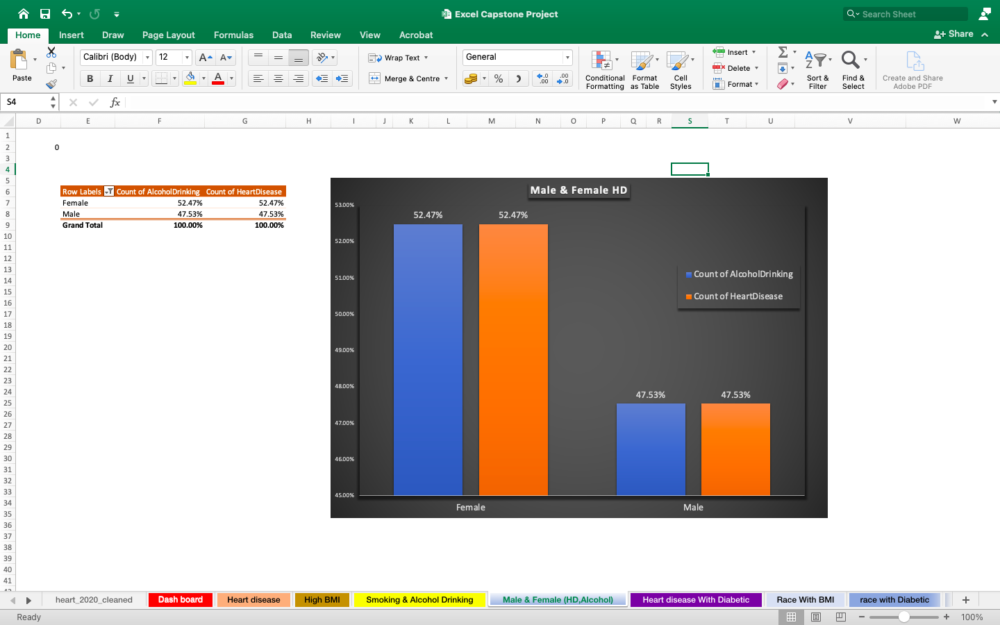 Excel Capstone Project
Search Sheet
Home Insert Draw Page Layout Formulas Data Review View Acrobat
Share
Calibri (Body) 12
Wrap Text
General
Insert
Paste
B I U
Merge & Centre
Conditional Formatting
Format as Table
Cell Styles
Delete
Format
Sort & Filter
Find & Select
Create and Share Adobe PDF
S4
fx
D E F G H I J K L M N O P Q R S T U V W
1
2 0
3
4
5
6 Row Labels Count of AlcoholDrinking Count of HeartDisease
7 Female 52.47% 52.47%
8 Male 47.53% 47.53%
9 Grand Total 100.00% 100.00%
10
11
12
13
14
15
16
17
18
19
20
21
22
23
24
25
26
27
28
29
30
31
32
33
34
35
36
37
38
39
40
41
Male & Female HD
53.00%
52.47% 52.47%
52.00%
51.00%
Count of AlcoholDrinking
Count of HeartDisease
50.00%
49.00%
48.00%
47.53% 47.53%
47.00%
46.00%
45.00%
Female Male
heart_2020_cleaned Dash board Heart disease High BMI Smoking & Alcohol Drinking Male & Female (HD,Alcohol) Heart disease With Diabetic Race With BMI race with Diabetic
Ready
100%